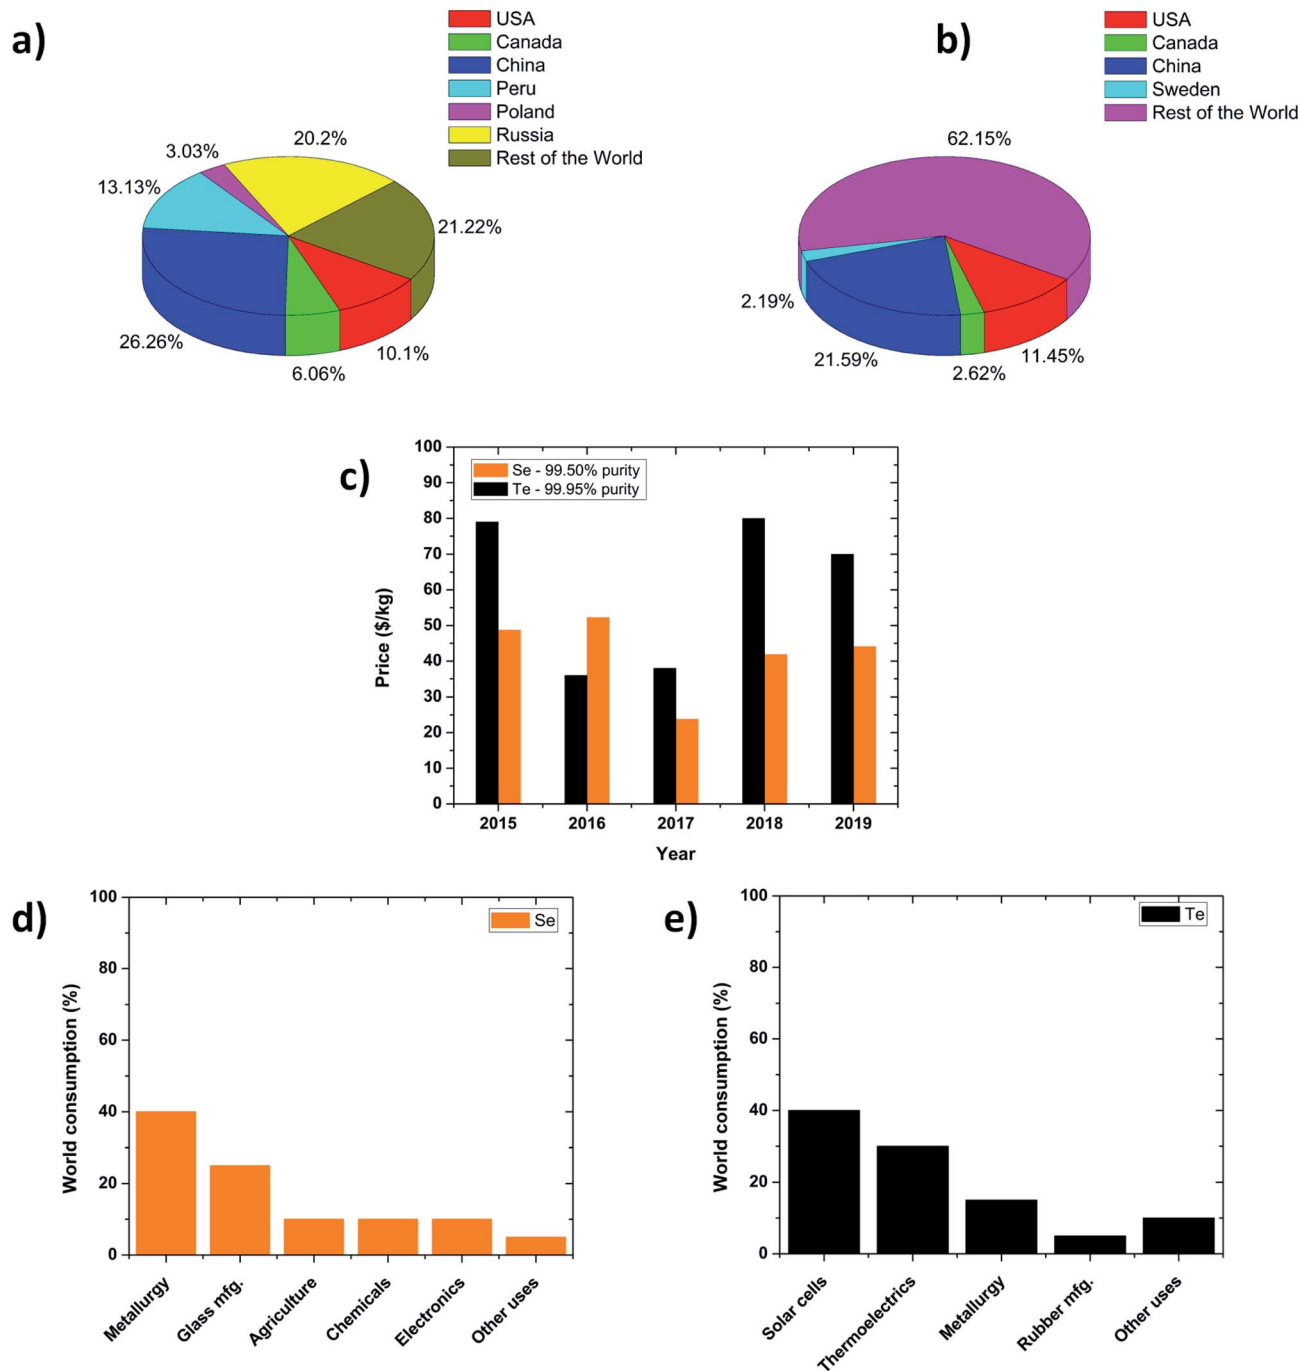 a)
USA
Canada
China
Peru
Poland
Russia
Rest of the World
20.2%
3.03%
13.13%
21.22%
26.26%
10.1%
6.06%
b)
USA
Canada
China
Sweden
Rest of the World
62.15%
2.19%
21.59%
11.45%
2.62%
c)
Se - 99.50% purity
Te - 99.95% purity
100
90
80
70
60
50
40
30
20
10
0
Price ($/kg)
2015 2016 2017 2018 2019
Year
d)
Se
100
80
60
40
20
0
World consumption (%)
Metallurgy
Glass mfg.
Agriculture
Chemicals
Electronics
Other uses
e)
Te
100
80
60
40
20
0
World consumption (%)
Solar cells
Thermoelectrics
Metallurgy
Rubber mfg.
Other uses